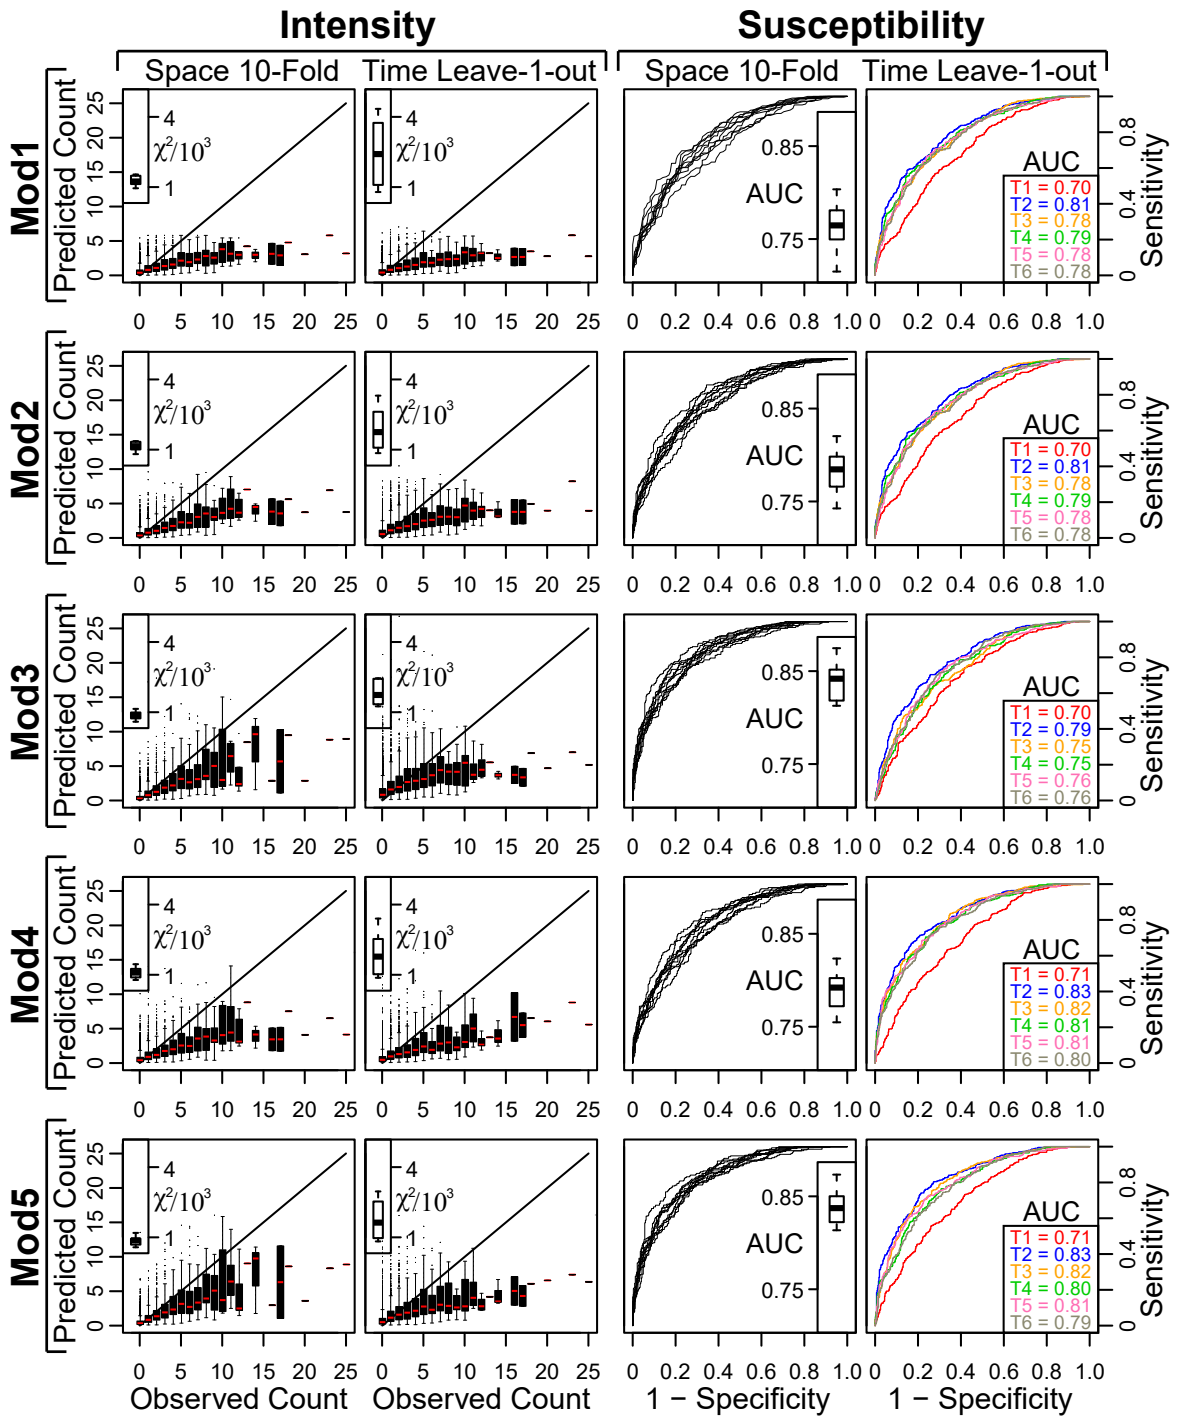 Intensity Susceptibility
Space 10-Fold Time Leave-1-out Space 10-Fold Time Leave-1-out
Mod1
Predicted Count
0 5 10 15 20 25
4
χ²/10³
1
4
χ²/10³
1
0.85
AUC
0.75
AUC
T1 = 0.70
T2 = 0.81
T3 = 0.78
T4 = 0.79
T5 = 0.78
T6 = 0.78
0 0.4 0.8
Sensitivity
0 5 10 15 20 25
0 5 10 15 20 25
0 0.2 0.4 0.6 0.8 1.0
0 0.2 0.4 0.6 0.8 1.0
Mod2
Predicted Count
0 5 10 15 20 25
4
χ²/10³
1
4
χ²/10³
1
0.85
AUC
0.75
AUC
T1 = 0.70
T2 = 0.81
T3 = 0.78
T4 = 0.79
T5 = 0.78
T6 = 0.78
0 0.4 0.8
Sensitivity
0 5 10 15 20 25
0 5 10 15 20 25
0 0.2 0.4 0.6 0.8 1.0
0 0.2 0.4 0.6 0.8 1.0
Mod3
Predicted Count
0 5 10 15 20 25
4
χ²/10³
1
4
χ²/10³
1
0.85
AUC
0.75
AUC
T1 = 0.70
T2 = 0.79
T3 = 0.75
T4 = 0.75
T5 = 0.76
T6 = 0.76
0 0.4 0.8
Sensitivity
0 5 10 15 20 25
0 5 10 15 20 25
0 0.2 0.4 0.6 0.8 1.0
0 0.2 0.4 0.6 0.8 1.0
Mod4
Predicted Count
0 5 10 15 20 25
4
χ²/10³
1
4
χ²/10³
1
0.85
AUC
0.75
AUC
T1 = 0.71
T2 = 0.83
T3 = 0.82
T4 = 0.81
T5 = 0.81
T6 = 0.80
0 0.4 0.8
Sensitivity
0 5 10 15 20 25
0 5 10 15 20 25
0 0.2 0.4 0.6 0.8 1.0
0 0.2 0.4 0.6 0.8 1.0
Mod5
Predicted Count
0 5 10 15 20 25
4
χ²/10³
1
4
χ²/10³
1
0.85
AUC
0.75
AUC
T1 = 0.71
T2 = 0.83
T3 = 0.82
T4 = 0.80
T5 = 0.81
T6 = 0.79
0 0.4 0.8
Sensitivity
0 5 10 15 20 25
0 5 10 15 20 25
0 0.2 0.4 0.6 0.8 1.0
0 0.2 0.4 0.6 0.8 1.0
Observed Count Observed Count 1 − Specificity 1 − Specificity